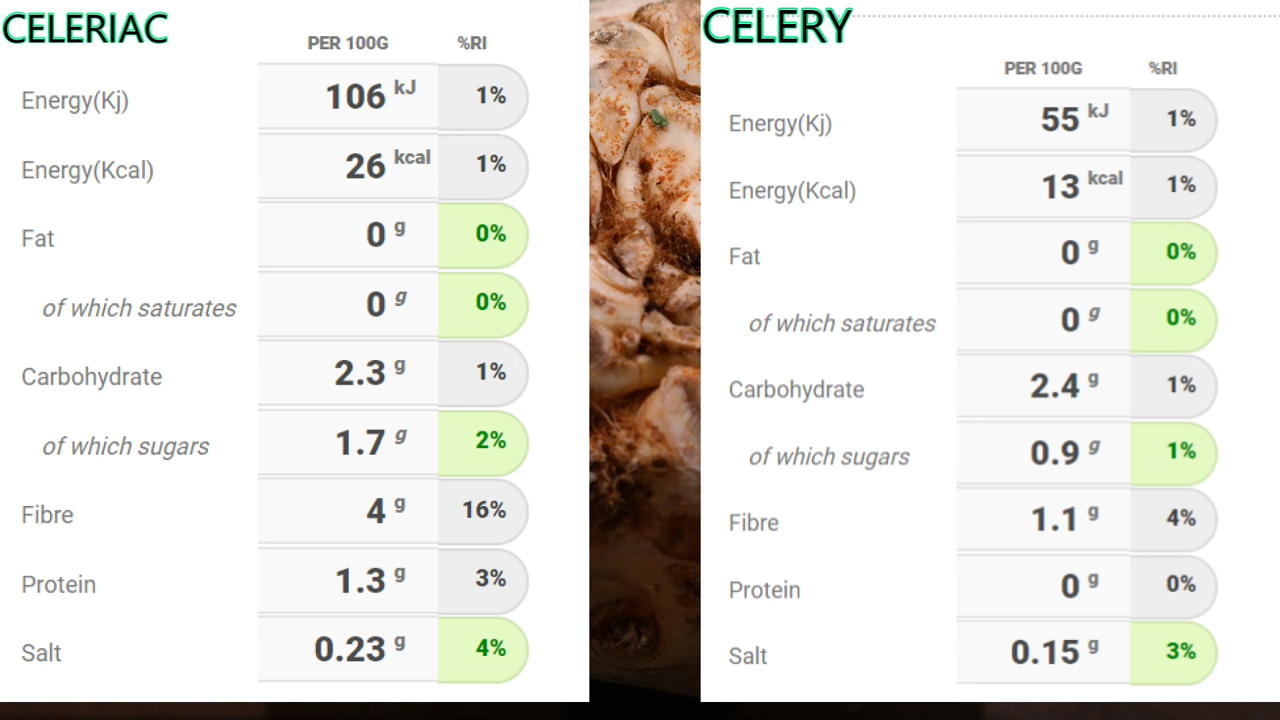 CELERIAC
PER 100G %RI
Energy(Kj) 106 kJ 1%
Energy(Kcal) 26 kcal 1%
Fat 0 g 0%
of which saturates 0 g 0%
Carbohydrate 2.3 g 1%
of which sugars 1.7 g 2%
Fibre 4 g 16%
Protein 1.3 g 3%
Salt 0.23 g 4%
CELERY
PER 100G %RI
Energy(Kj) 55 kJ 1%
Energy(Kcal) 13 kcal 1%
Fat 0 g 0%
of which saturates 0 g 0%
Carbohydrate 2.4 g 1%
of which sugars 0.9 g 1%
Fibre 1.1 g 4%
Protein 0 g 0%
Salt 0.15 g 3%